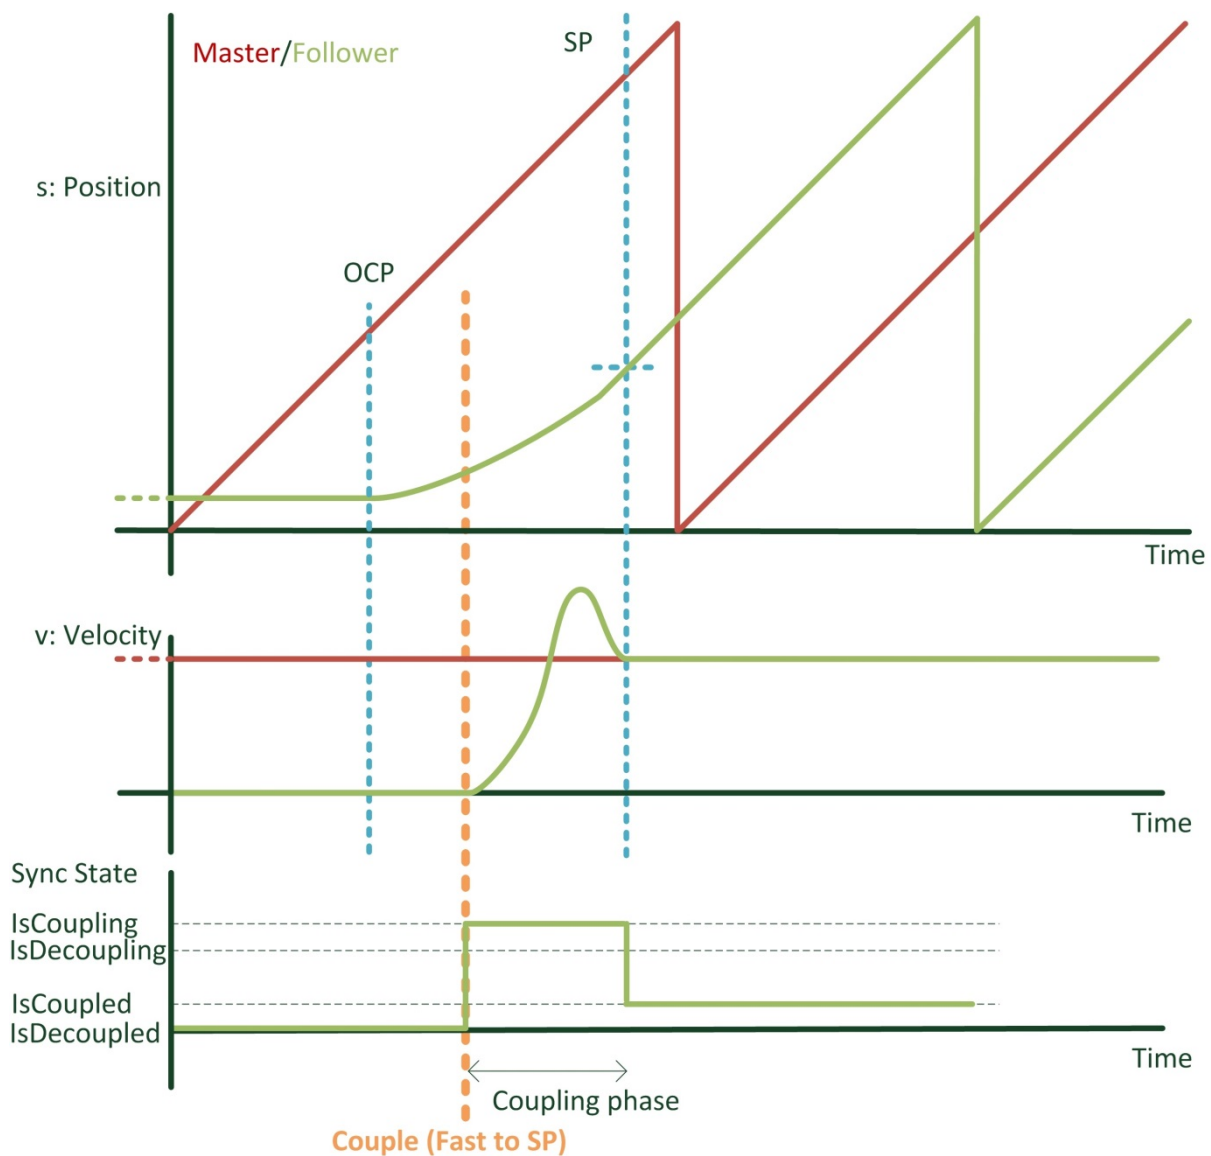 Master/Follower
SP
s: Position
OCP
Time
v: Velocity
Time
Sync State
IsCoupling
IsDecoupling
IsCoupled
IsDecoupled
Time
Coupling phase
Couple (Fast to SP)